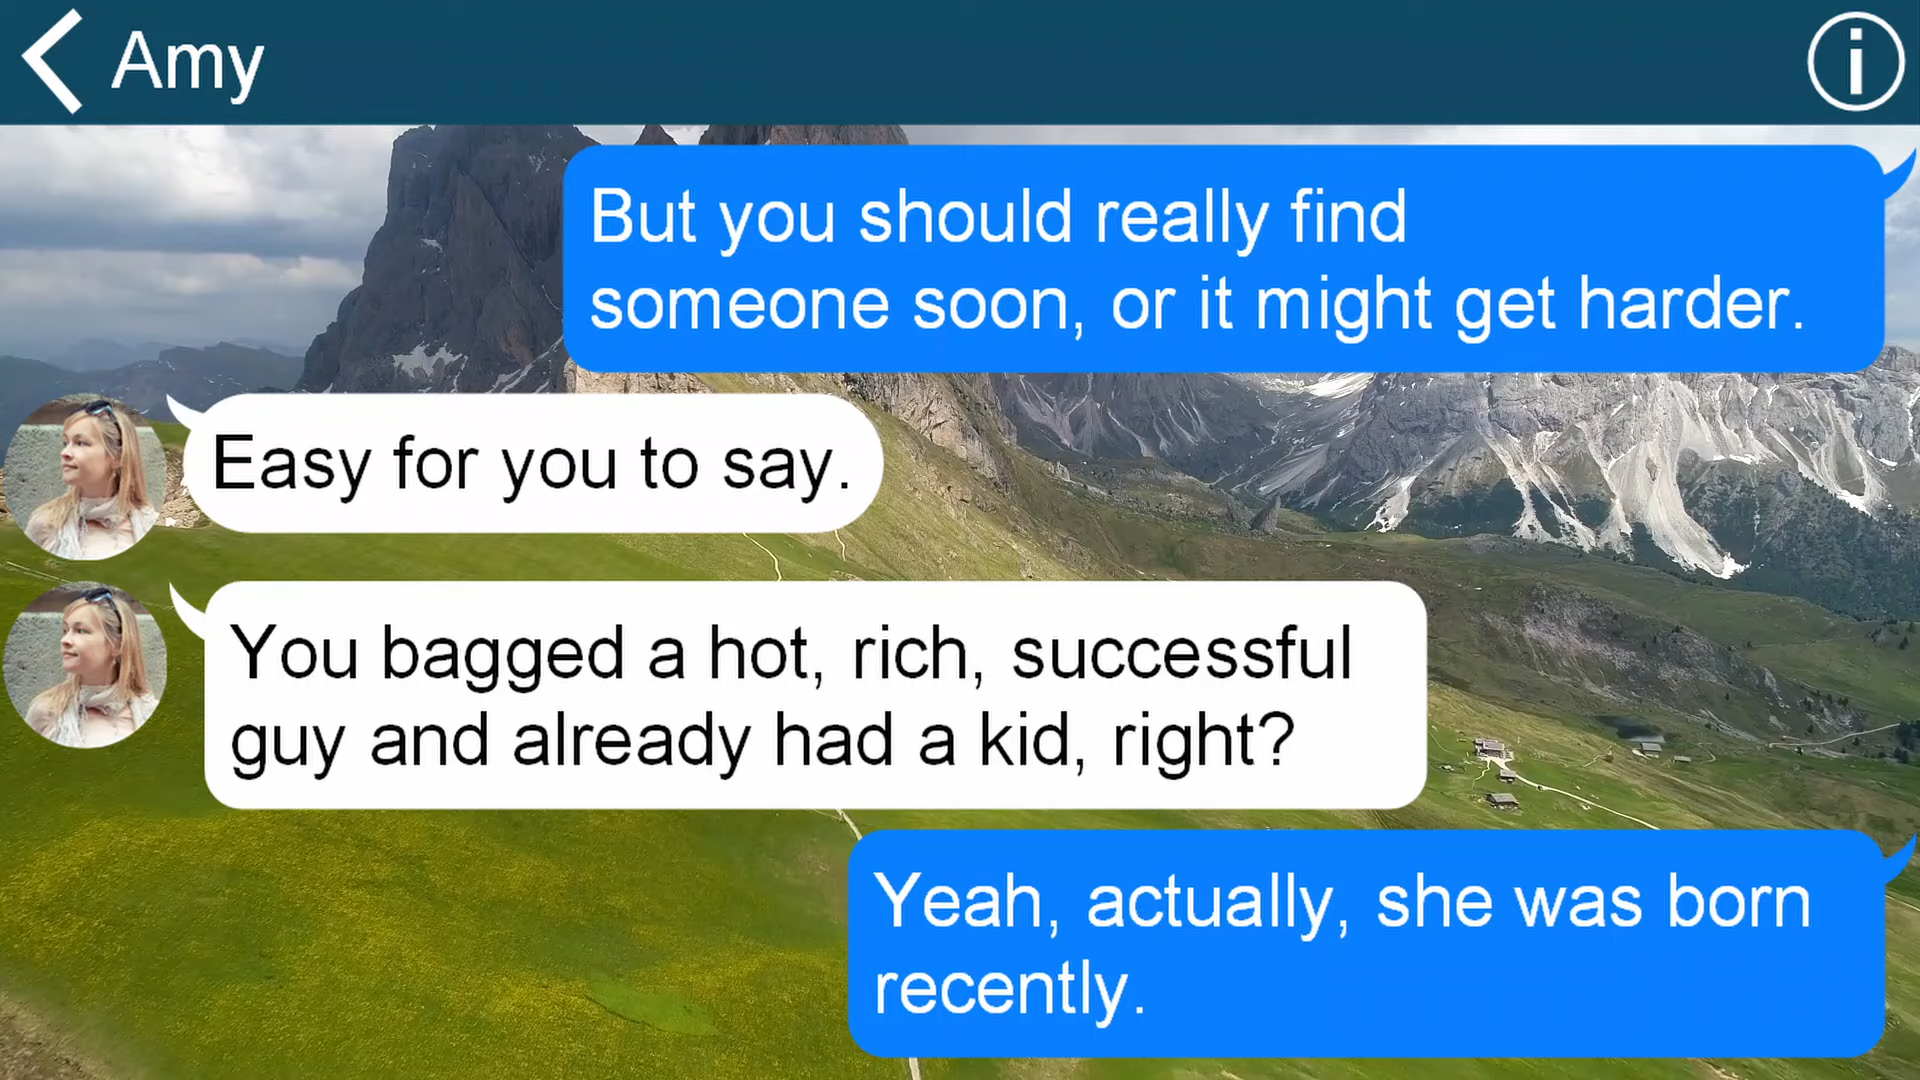 Amy
But you should really find
someone soon, or it might get harder.
Easy for you to say.
You bagged a hot, rich, successful
guy and already had a kid, right?
Yeah, actually, she was born
recently.